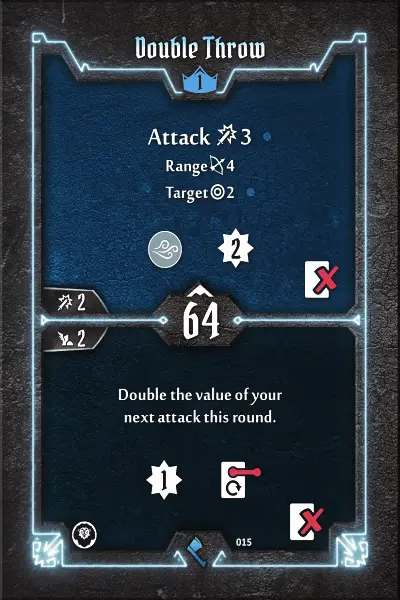 Double Throw
1
Attack 3
Range 4
Target 2
2
2
64
2
Double the value of your
next attack this round.
1
015